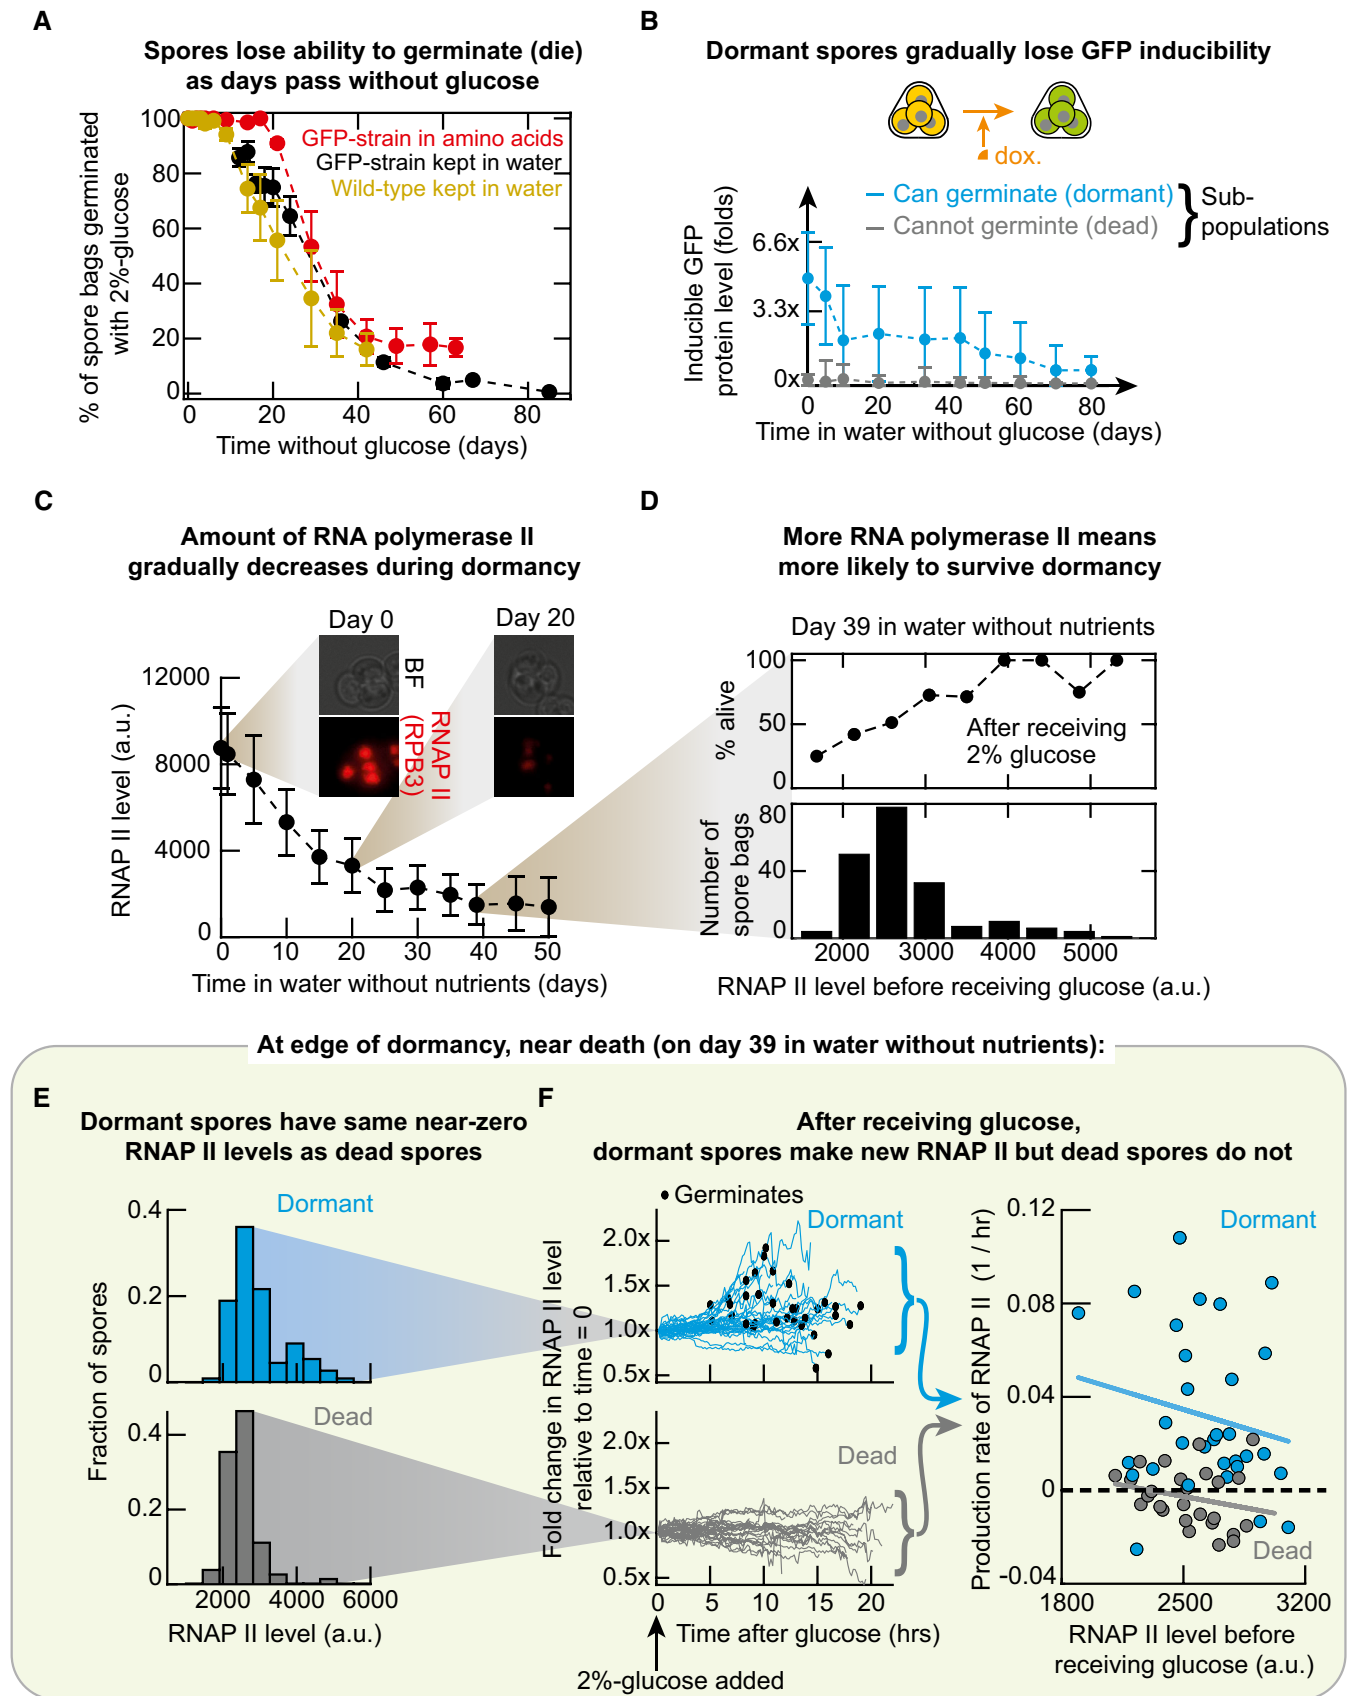 A
Spores lose ability to germinate (die)
as days pass without glucose
% of spore bags germinated
with 2%-glucose
100
80
60
40
20
0
GFP-strain in amino acids
GFP-strain kept in water
Wild-type kept in water
0
20
40
60
80
Time without glucose (days)
B
Dormant spores gradually lose GFP inducibility
dox.
Can germinate (dormant)
Cannot germinte (dead)
}
Sub-
populations
Inducible GFP
protein level (folds)
6.6x
3.3x
0x
0
20
40
60
80
Time in water without glucose (days)
C
Amount of RNA polymerase II
gradually decreases during dormancy
Day 0
Day 20
BF
RNAP II
(RPB3)
RNAP II level (a.u.)
12000
8000
4000
0
0
10
20
30
40
50
Time in water without nutrients (days)
D
More RNA polymerase II means
more likely to survive dormancy
Day 39 in water without nutrients
% alive
100
50
0
After receiving
2% glucose
Number of
spore bags
80
40
0
2000
3000
4000
5000
RNAP II level before receiving glucose (a.u.)
At edge of dormancy, near death (on day 39 in water without nutrients):
E
Dormant spores have same near-zero
RNAP II levels as dead spores
Fraction of spores
0.4
0.2
0
Dormant
0.4
0.2
0
Dead
2000
4000
6000
RNAP II level (a.u.)
F
After receiving glucose,
dormant spores make new RNAP II but dead spores do not
Germinates
Dormant
Fold change in RNAP II level
relative to time = 0
2.0x
1.5x
1.0x
0.5x
Dead
2.0x
1.5x
1.0x
0.5x
0
5
10
15
20
Time after glucose (hrs)
2%-glucose added
Production rate of RNAP II (1 / hr)
0.12
0.08
0.04
0
-0.04
Dormant
Dead
1800
2500
3200
RNAP II level before
receiving glucose (a.u.)